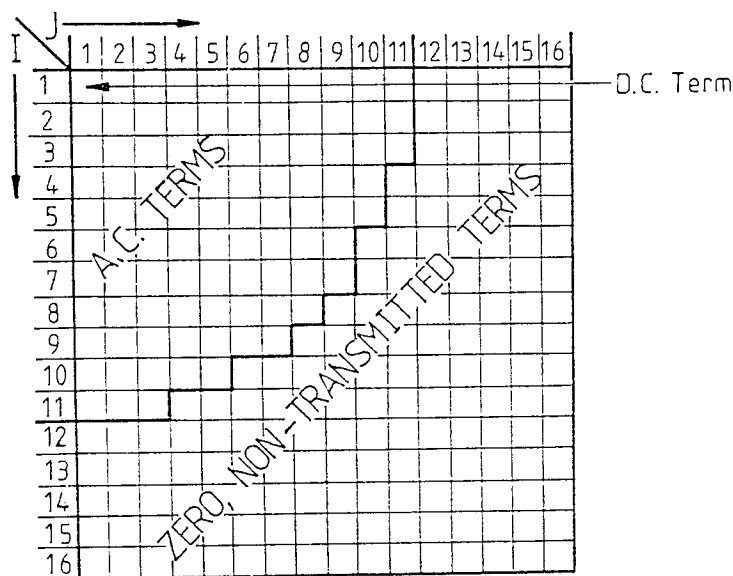 J
I
1 2 3 4 5 6 7 8 9 10 11 12 13 14 15 16
1
D.C. Term
2
3
4
5
6
7
8
9
10
11
12
13
14
15
16
A.C. TERMS
ZERO, NON-TRANSMITTED TERMS